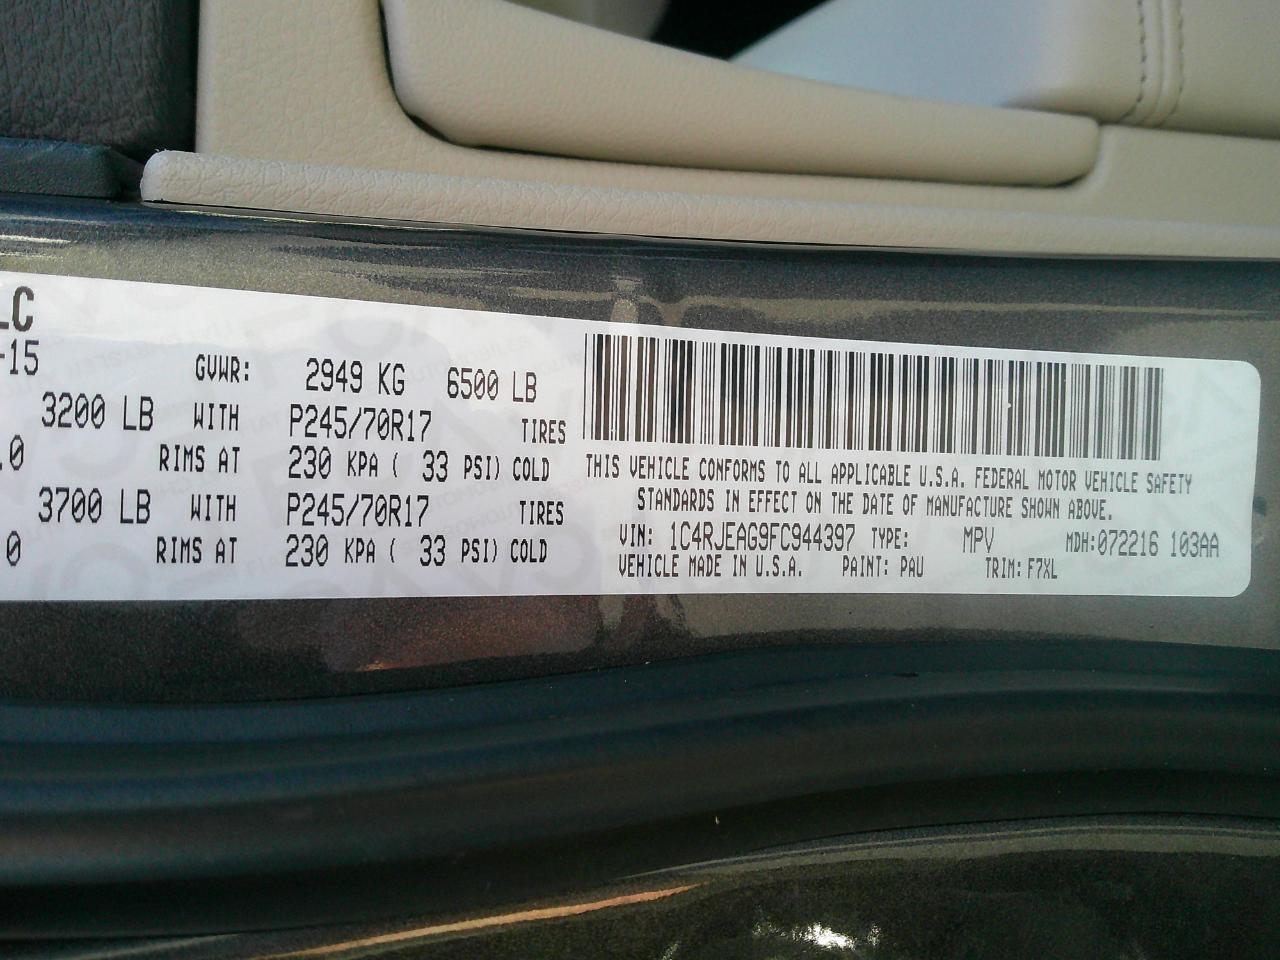 LC
-15 GVWR: 2949 KG 6500 LB
3200 LB WITH P245/70R17 TIRES
.0 RIMS AT 230 KPA ( 33 PSI) COLD
3700 LB WITH P245/70R17 TIRES
0 RIMS AT 230 KPA ( 33 PSI) COLD
THIS VEHICLE CONFORMS TO ALL APPLICABLE U.S.A. FEDERAL MOTOR VEHICLE SAFETY
STANDARDS IN EFFECT ON THE DATE OF MANUFACTURE SHOWN ABOVE.
VIN: 1C4RJEAG9FC944397 TYPE: MPV MDH:072216 103AA
VEHICLE MADE IN U.S.A. PAINT: PAU TRIM: F7XL